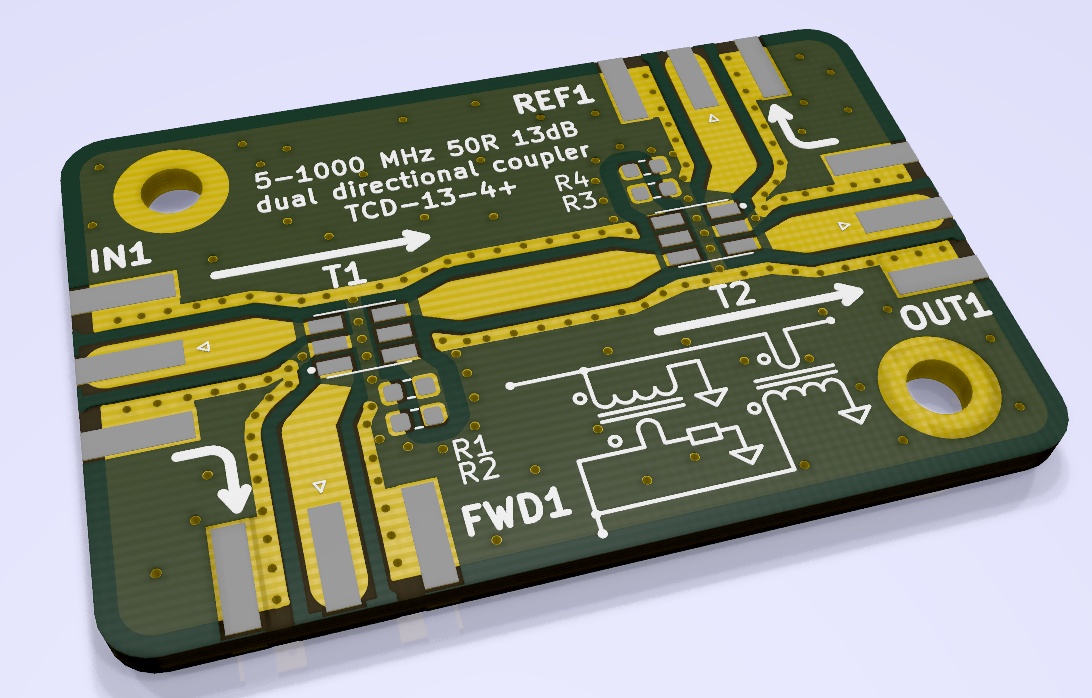 REF1
5-1000 MHz 50R 13dB
dual directional coupler
TCD-13-4+
R4
R3
IN1
T1
T2
OUT1
R1
R2
FWD1